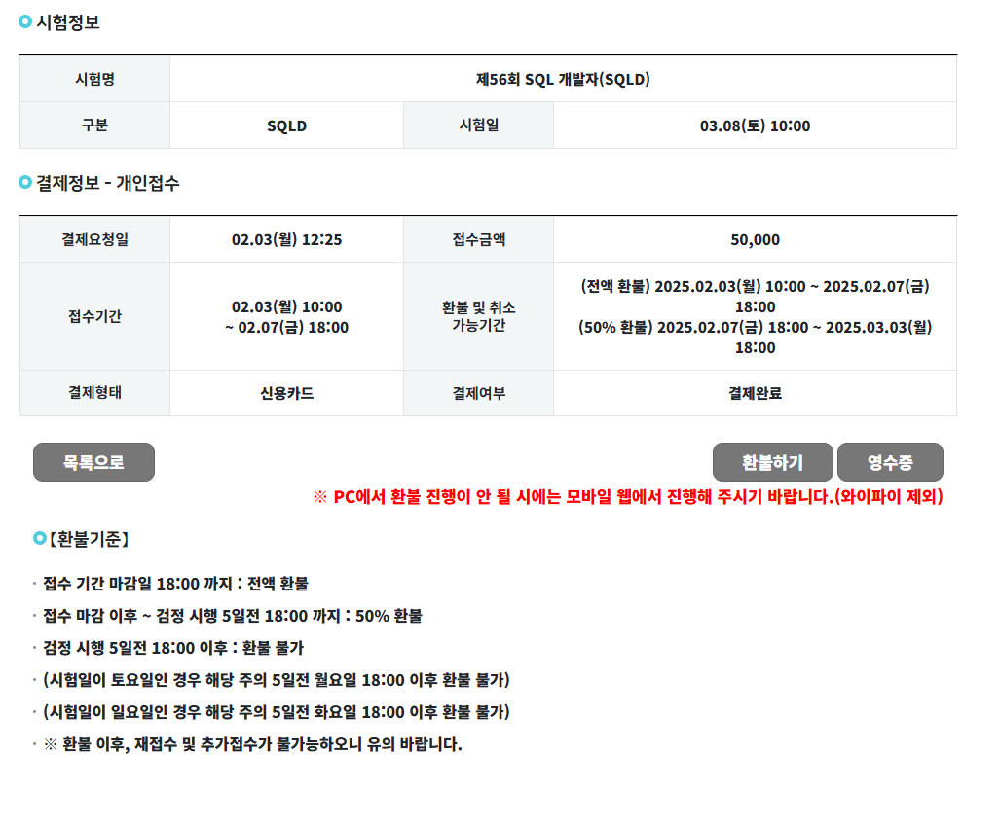 시험정보
시험명 제56회 SQL 개발자(SQLD)
구분 SQLD 시험일 03.08(토) 10:00
결제정보 - 개인접수
결제요청일 02.03(월) 12:25 접수금액 50,000
접수기간
02.03(월) 10:00
~ 02.07(금) 18:00
환불 및 취소
가능기간
(전액 환불) 2025.02.03(월) 10:00 ~ 2025.02.07(금)
18:00
(50% 환불) 2025.02.07(금) 18:00 ~ 2025.03.03(월)
18:00
결제형태 신용카드 결제여부 결제완료
목록으로 환불하기 영수증
※ PC에서 환불 진행이 안 될 시에는 모바일 웹에서 진행해 주시기 바랍니다.(와이파이 제외)
【환불기준】
· 접수 기간 마감일 18:00 까지 : 전액 환불
· 접수 마감 이후 ~ 검정 시행 5일전 18:00 까지 : 50% 환불
· 검정 시행 5일전 18:00 이후 : 환불 불가
· (시험일이 토요일인 경우 해당 주의 5일전 월요일 18:00 이후 환불 불가)
· (시험일이 일요일인 경우 해당 주의 5일전 화요일 18:00 이후 환불 불가)
· ※ 환불 이후, 재접수 및 추가접수가 불가능하오니 유의 바랍니다.